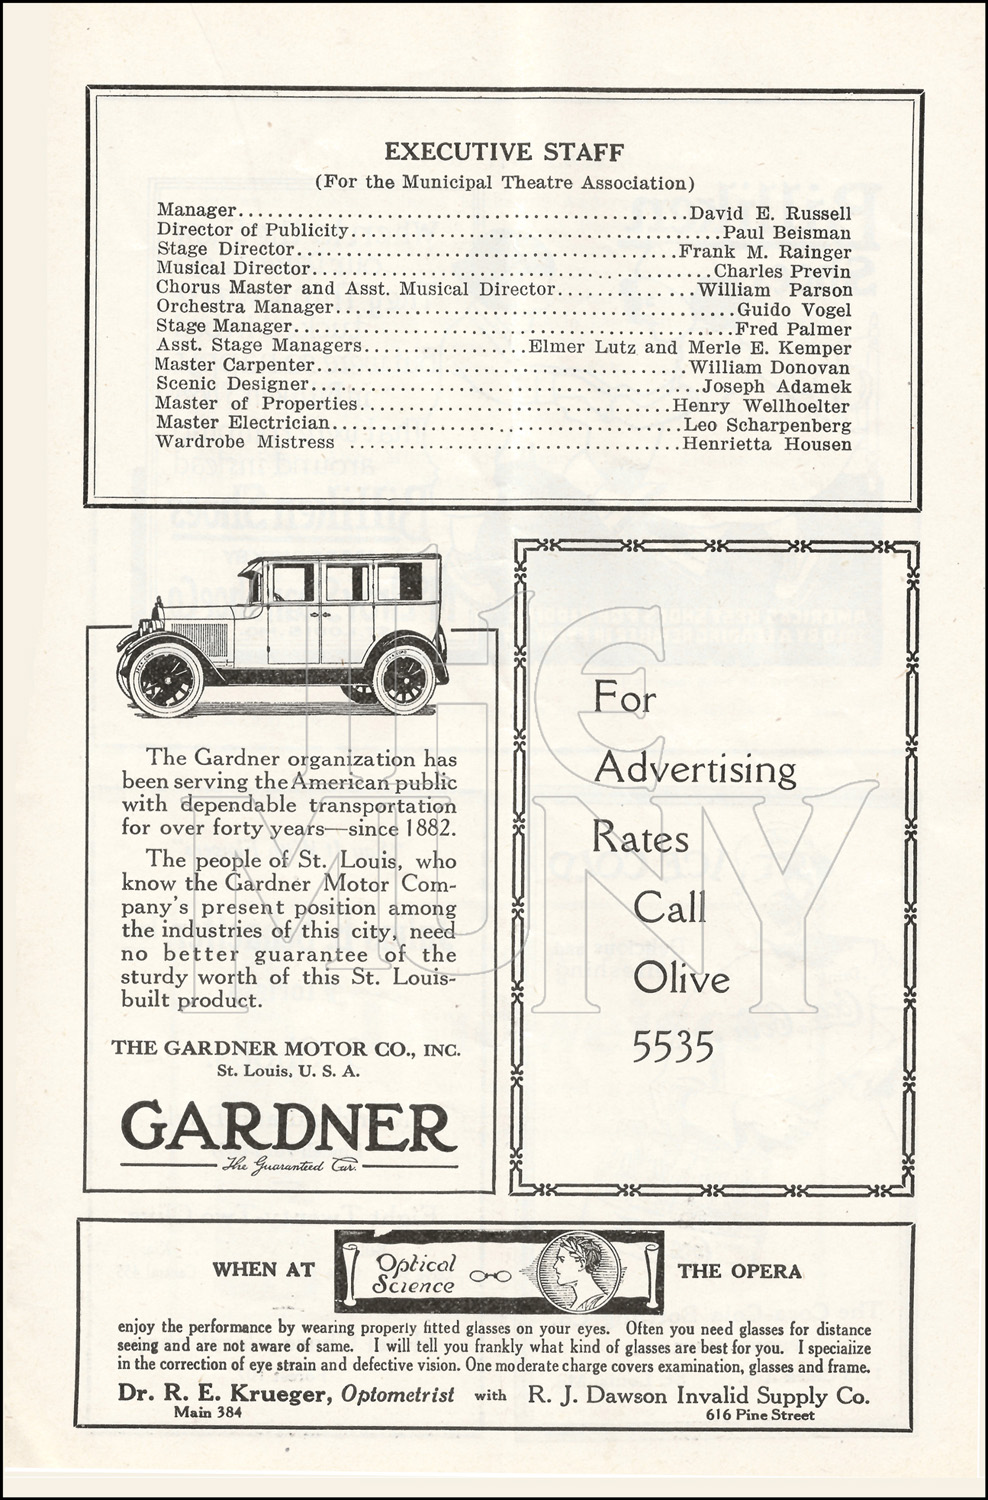 EXECUTIVE STAFF
(For the Municipal Theatre Association)
Manager............................................David E. Russell
Director of Publicity.....................................Paul Beisman
Stage Director......................................Frank M. Rainger
Musical Director........................................Charles Previn
Chorus Master and Asst. Musical Director..............William Parson
Orchestra Manager........................................Guido Vogel
Stage Manager............................................Fred Palmer
Asst. Stage Managers................Elmer Lutz and Merle E. Kemper
Master Carpenter.....................................William Donovan
Scenic Designer.......................................Joseph Adamek
Master of Properties...............................Henry Wellhoelter
Master Electrician...................................Leo Scharpenberg
Wardrobe Mistress ..................................Henrietta Housen
The Gardner organization has
been serving the American public
with dependable transportation
for over forty years—since 1882.
The people of St. Louis, who
know the Gardner Motor Com-
pany's present position among
the industries of this city, need
no better guarantee of the
sturdy worth of this St. Louis-
built product.
THE GARDNER MOTOR CO., INC.
St. Louis, U. S. A.
GARDNER
The Guaranteed Car.
For
Advertising
Rates
Call
Olive
5535
THE
MUNY
WHEN AT Optical Science THE OPERA
enjoy the performance by wearing properly fitted glasses on your eyes. Often you need glasses for distance
seeing and are not aware of same. I will tell you frankly what kind of glasses are best for you. I specialize
in the correction of eye strain and defective vision. One moderate charge covers examination, glasses and frame.
Dr. R. E. Krueger, Optometrist with R. J. Dawson Invalid Supply Co.
Main 384 616 Pine Street